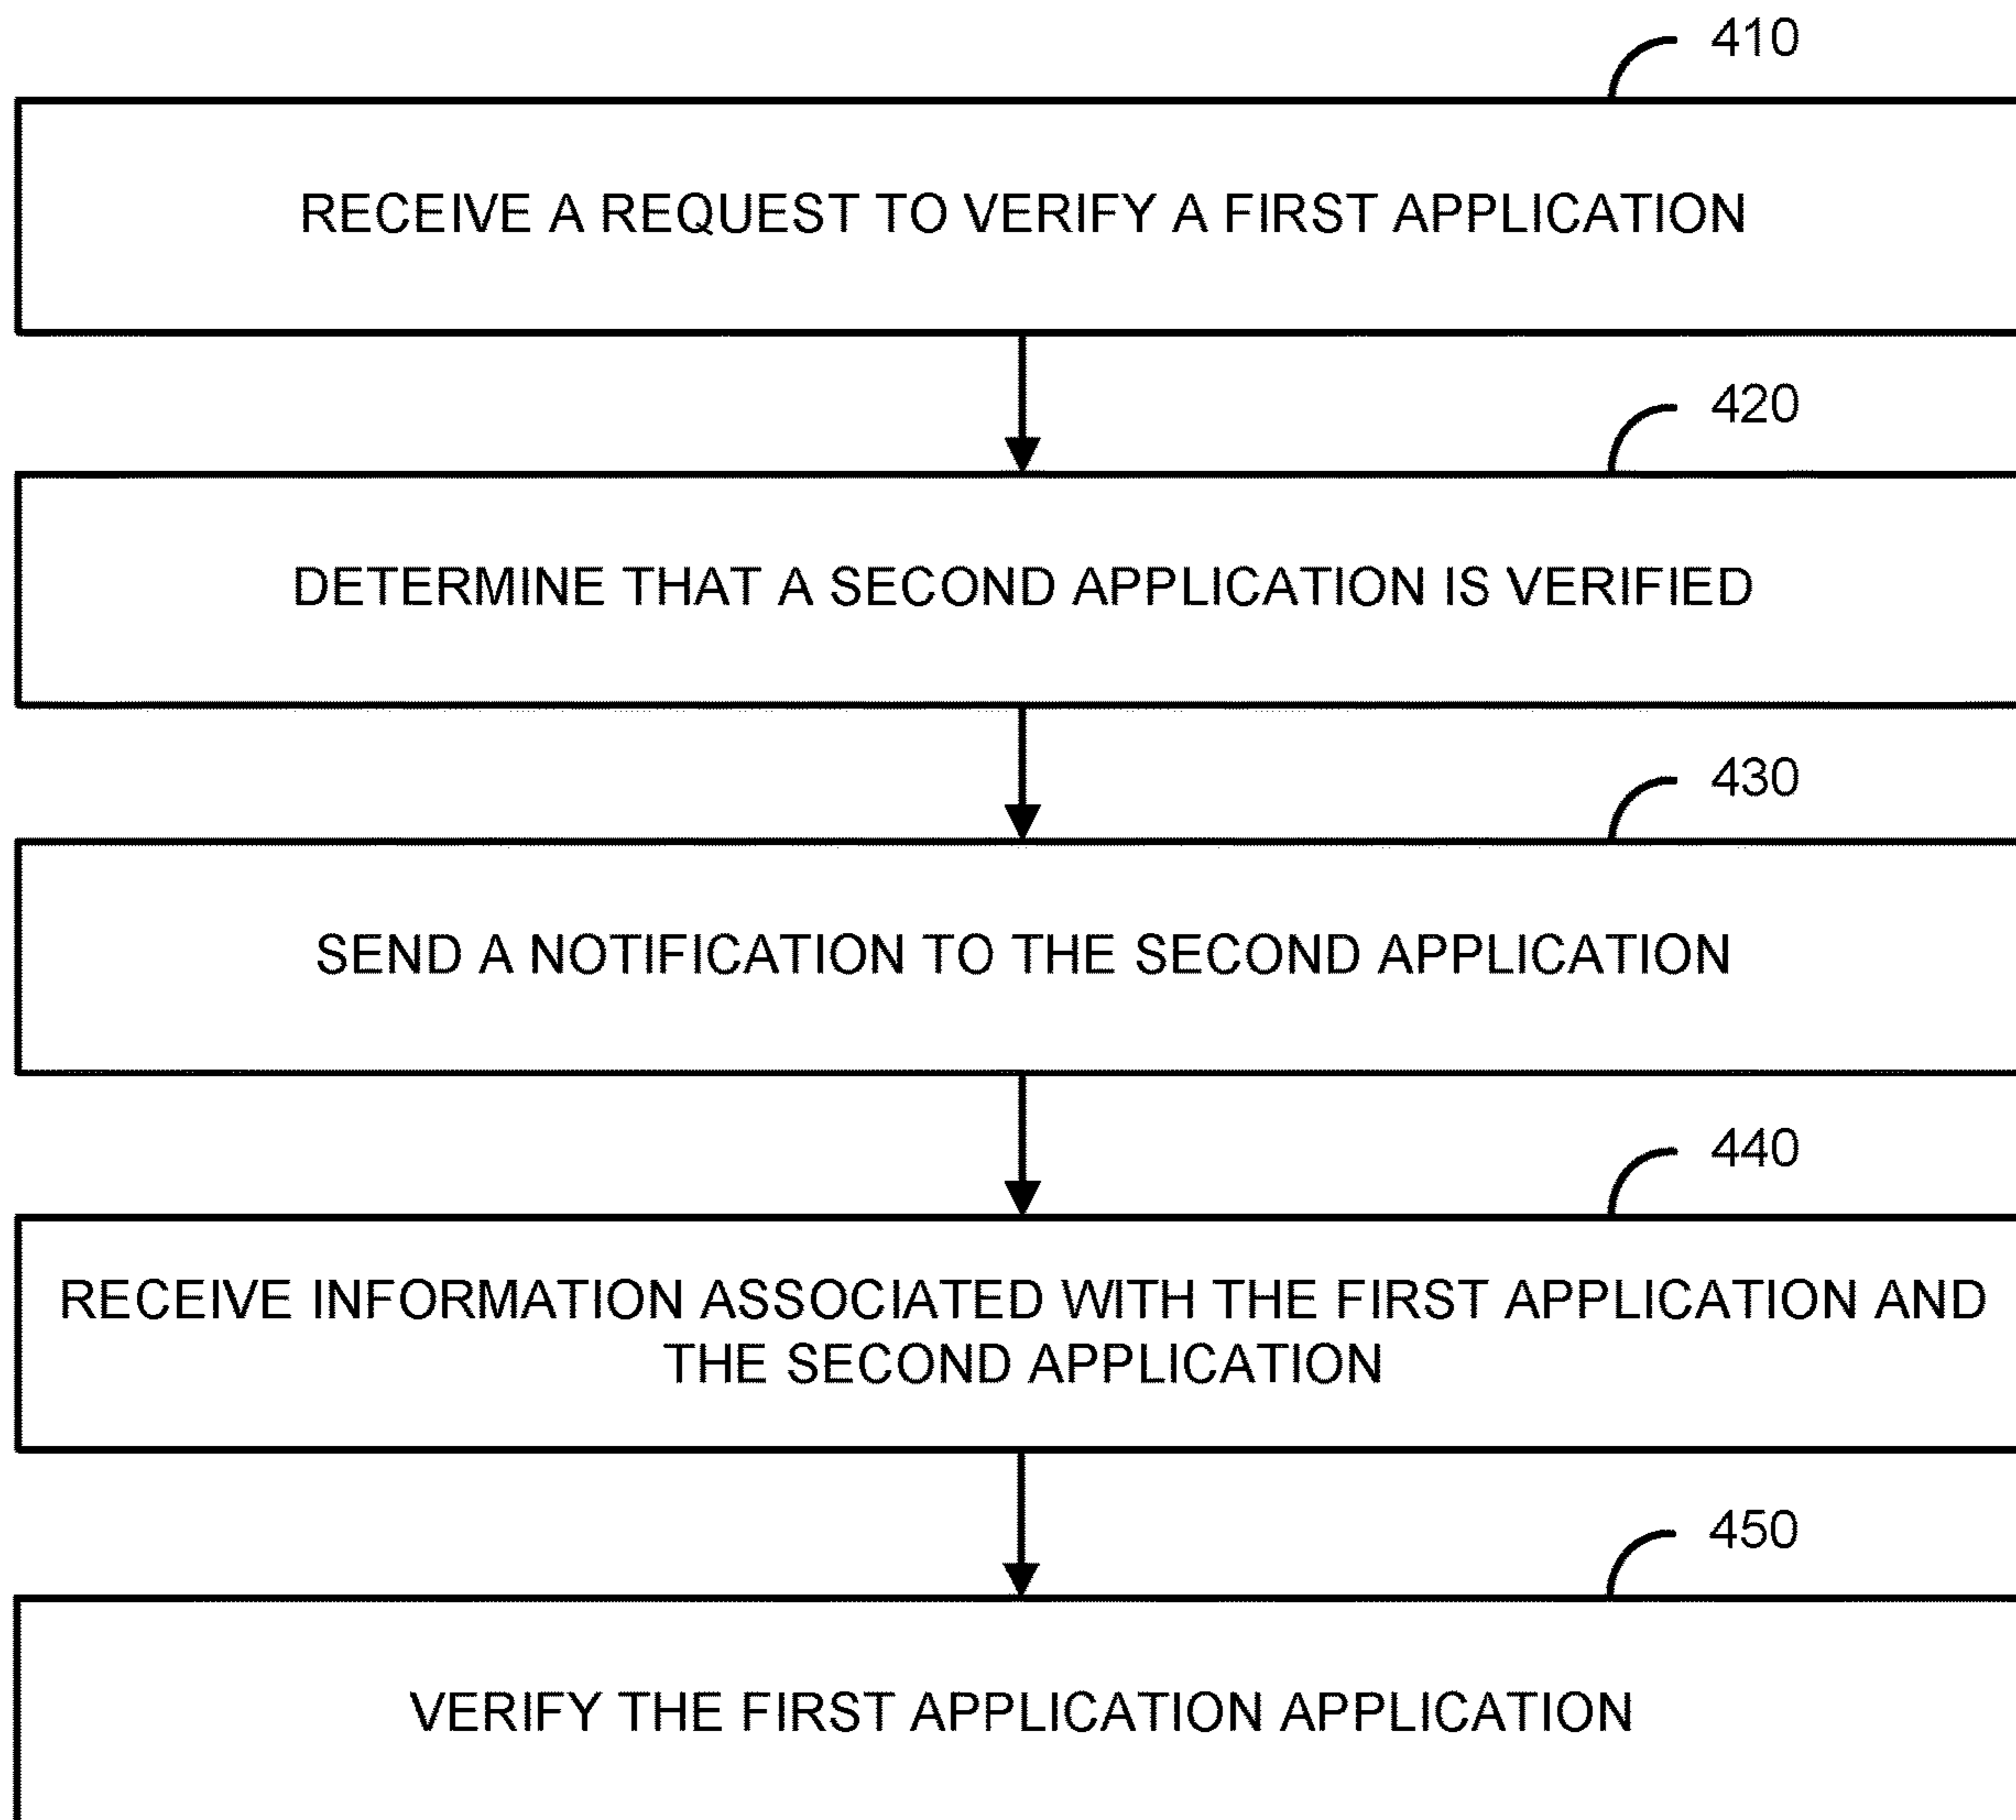 410
RECEIVE A REQUEST TO VERIFY A FIRST APPLICATION
420
DETERMINE THAT A SECOND APPLICATION IS VERIFIED
430
SEND A NOTIFICATION TO THE SECOND APPLICATION
440
RECEIVE INFORMATION ASSOCIATED WITH THE FIRST APPLICATION AND
THE SECOND APPLICATION
450
VERIFY THE FIRST APPLICATION APPLICATION